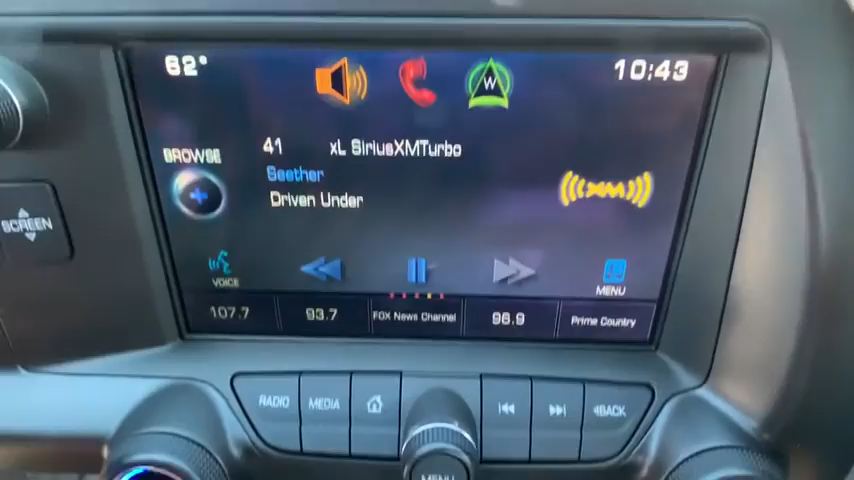 62°
W
10:43
41 xL SiriusXMTurbo
BROWSE
Seether
Driven Under
XM
SCREEN
VOICE
MENU
107.7 93.7 FOX News Channel 96.9 Prime Country
RADIO MEDIA BACK
MENU